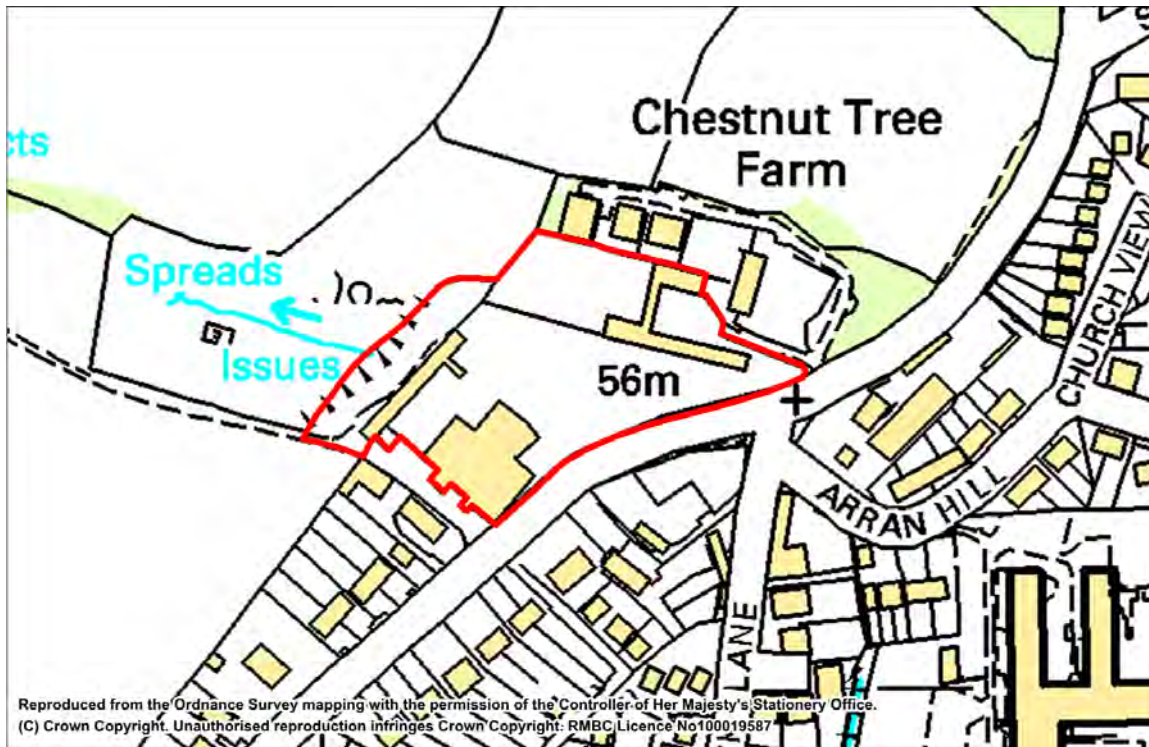 Chestnut Tree
Farm
cts
Spreads
Issues
56m
CHURCH VIEW
ARRAN HILL
LANE
Reproduced from the Ordnance Survey mapping with the permission of the Controller of Her Majesty's Stationery Office.
(C) Crown Copyright. Unauthorised reproduction infringes Crown Copyright. RMBC Licence No100019587